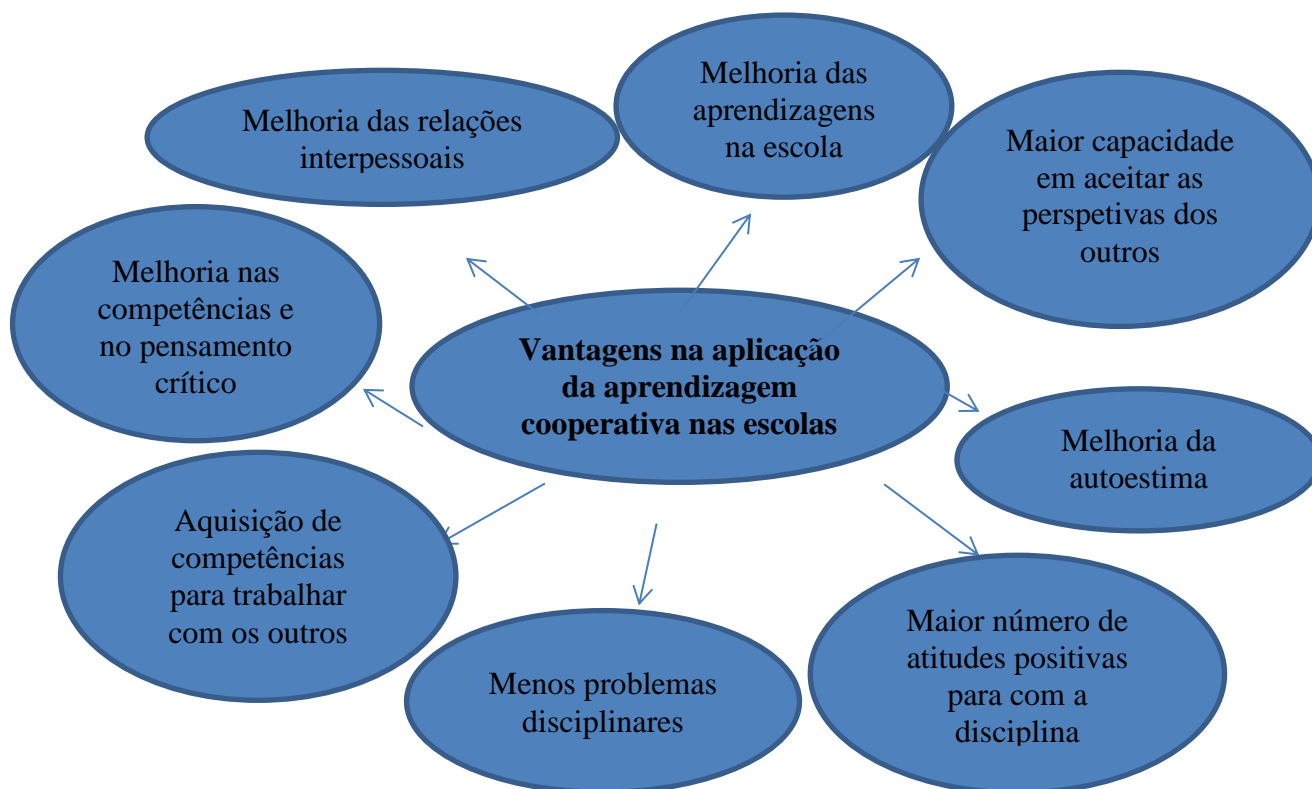 Melhoria das
aprendizagens
na escola
Melhoria das relações
interpessoais
Maior capacidade
em aceitar as
perspetivas dos
outros
Melhoria nas
competências e
no pensamento
crítico
Vantagens na aplicação
da aprendizagem
cooperativa nas escolas
Melhoria da
autoestima
Aquisição de
competências
para trabalhar
com os outros
Maior número de
atitudes positivas
para com a
disciplina
Menos problemas
disciplinares